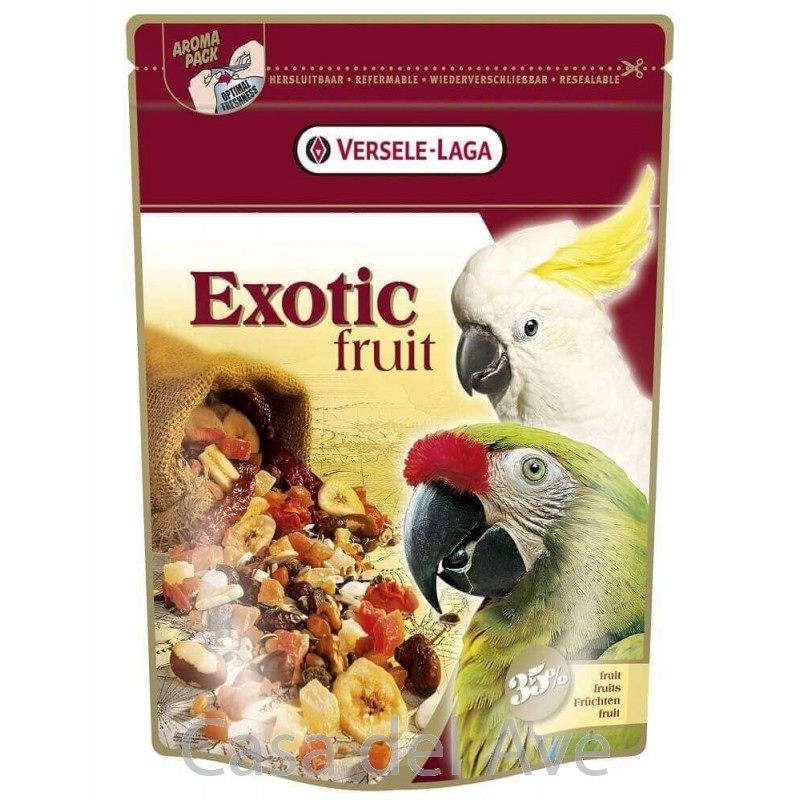 AROMA
PACK
OPTIMAL
FRESHNESS
HERSLUITBAAR • REFERMABLE • WIEDERVERSCHLIEßBAR • RESEALABLE
VERSELE-LAGA
Exotic
fruit
35%
fruit
fruits
Früchten
fruit
Casa del Ave